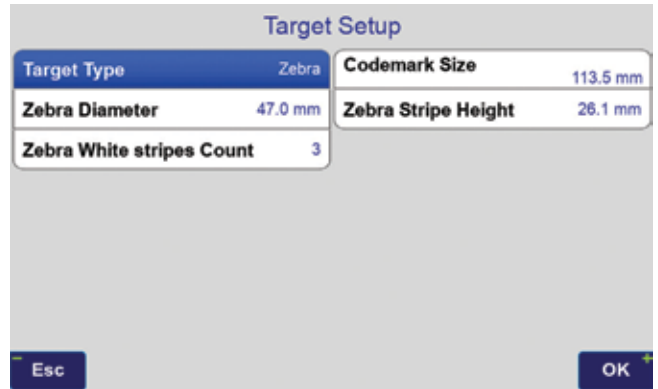 Target Setup
Target Type Zebra
Codemark Size 113.5 mm
Zebra Diameter 47.0 mm
Zebra Stripe Height 26.1 mm
Zebra White stripes Count 3
- Esc
OK +